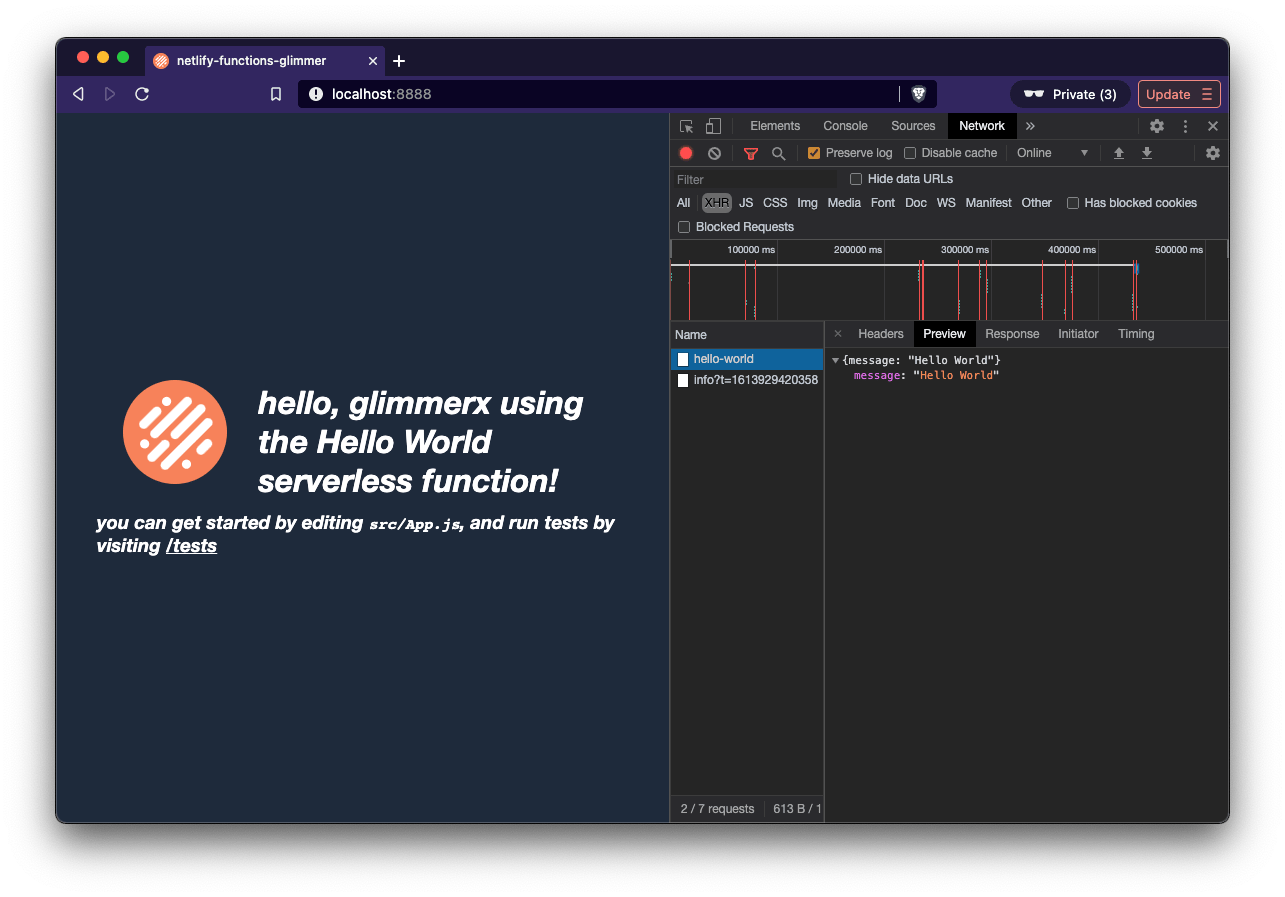 netlify-functions-glimmer
localhost:8888
Private (3)
Update
hello, glimmerx using
the Hello World
serverless function!
you can get started by editing src/App.js, and run tests by
visiting /tests
Elements Console Sources Network
Preserve log Disable cache Online
Filter Hide data URLs
All XHR JS CSS Img Media Font Doc WS Manifest Other Has blocked cookies
Blocked Requests
100000 ms 200000 ms 300000 ms 400000 ms 500000 ms
Name
hello-world
info?t=1613929420358
2 / 7 requests 613 B / 1
Headers Preview Response Initiator Timing
{message: "Hello World"}
message: "Hello World"